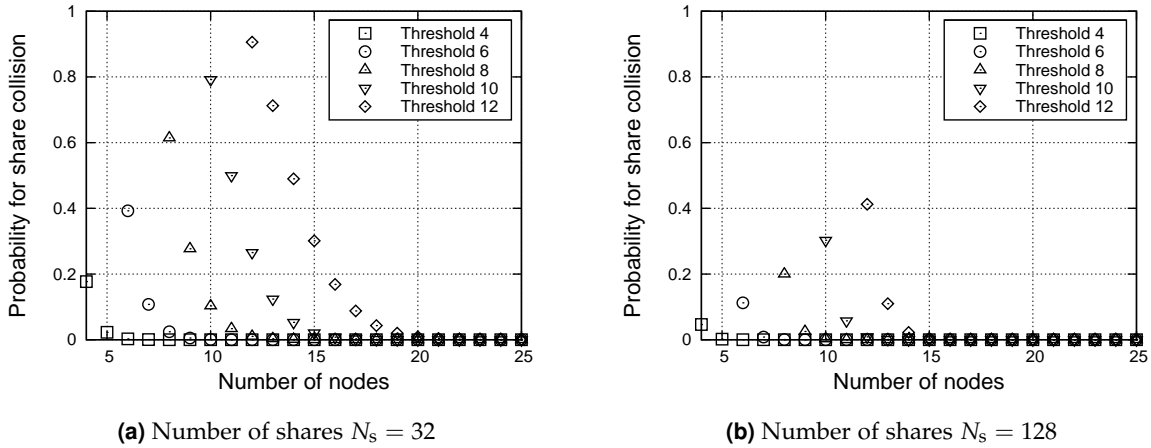 Probability for share collision
1
0.8
0.6
0.4
0.2
0
5
10
15
20
25
Number of nodes
Threshold 4
Threshold 6
Threshold 8
Threshold 10
Threshold 12
(a) Number of shares Ns = 32
Probability for share collision
1
0.8
0.6
0.4
0.2
0
5
10
15
20
25
Number of nodes
Threshold 4
Threshold 6
Threshold 8
Threshold 10
Threshold 12
(b) Number of shares Ns = 128